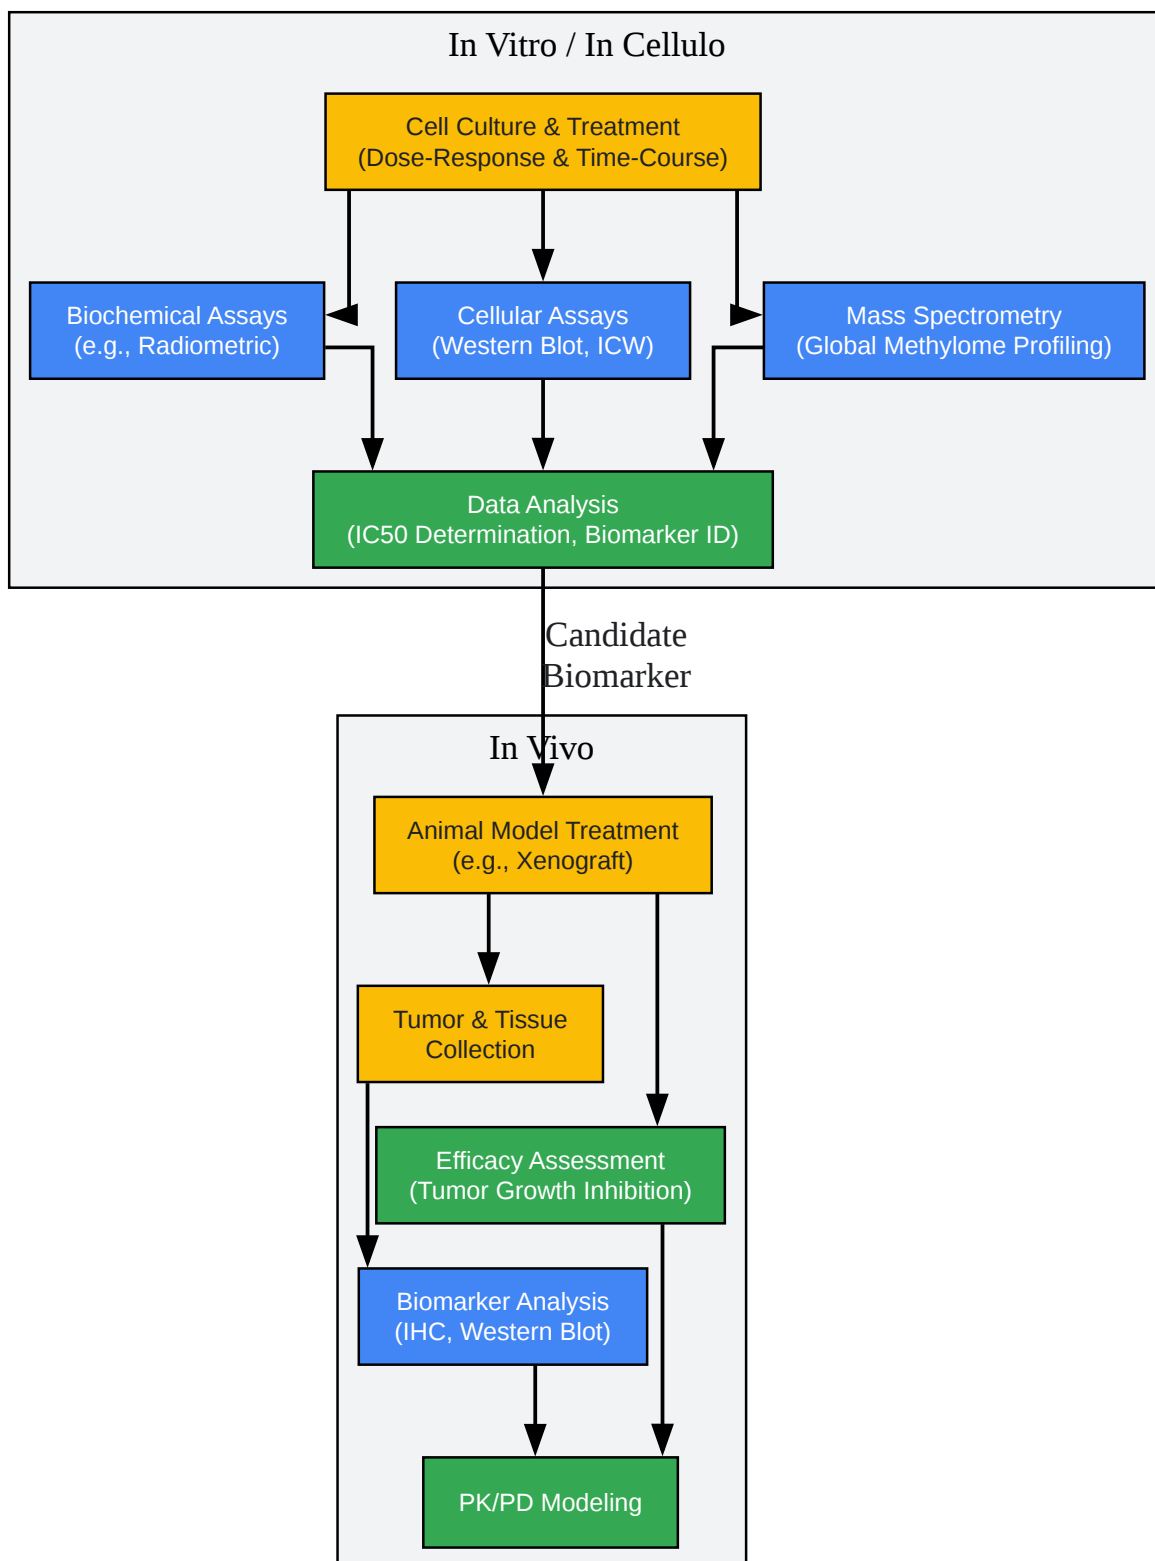 In Vitro / In Cellulo
Cell Culture & Treatment
(Dose-Response & Time-Course)
Biochemical Assays
(e.g., Radiometric)
Cellular Assays
(Western Blot, ICW)
Mass Spectrometry
(Global Methylome Profiling)
Data Analysis
(IC50 Determination, Biomarker ID)
Candidate
Biomarker
In Vivo
Animal Model Treatment
(e.g., Xenograft)
Tumor & Tissue
Collection
Efficacy Assessment
(Tumor Growth Inhibition)
Biomarker Analysis
(IHC, Western Blot)
PK/PD Modeling